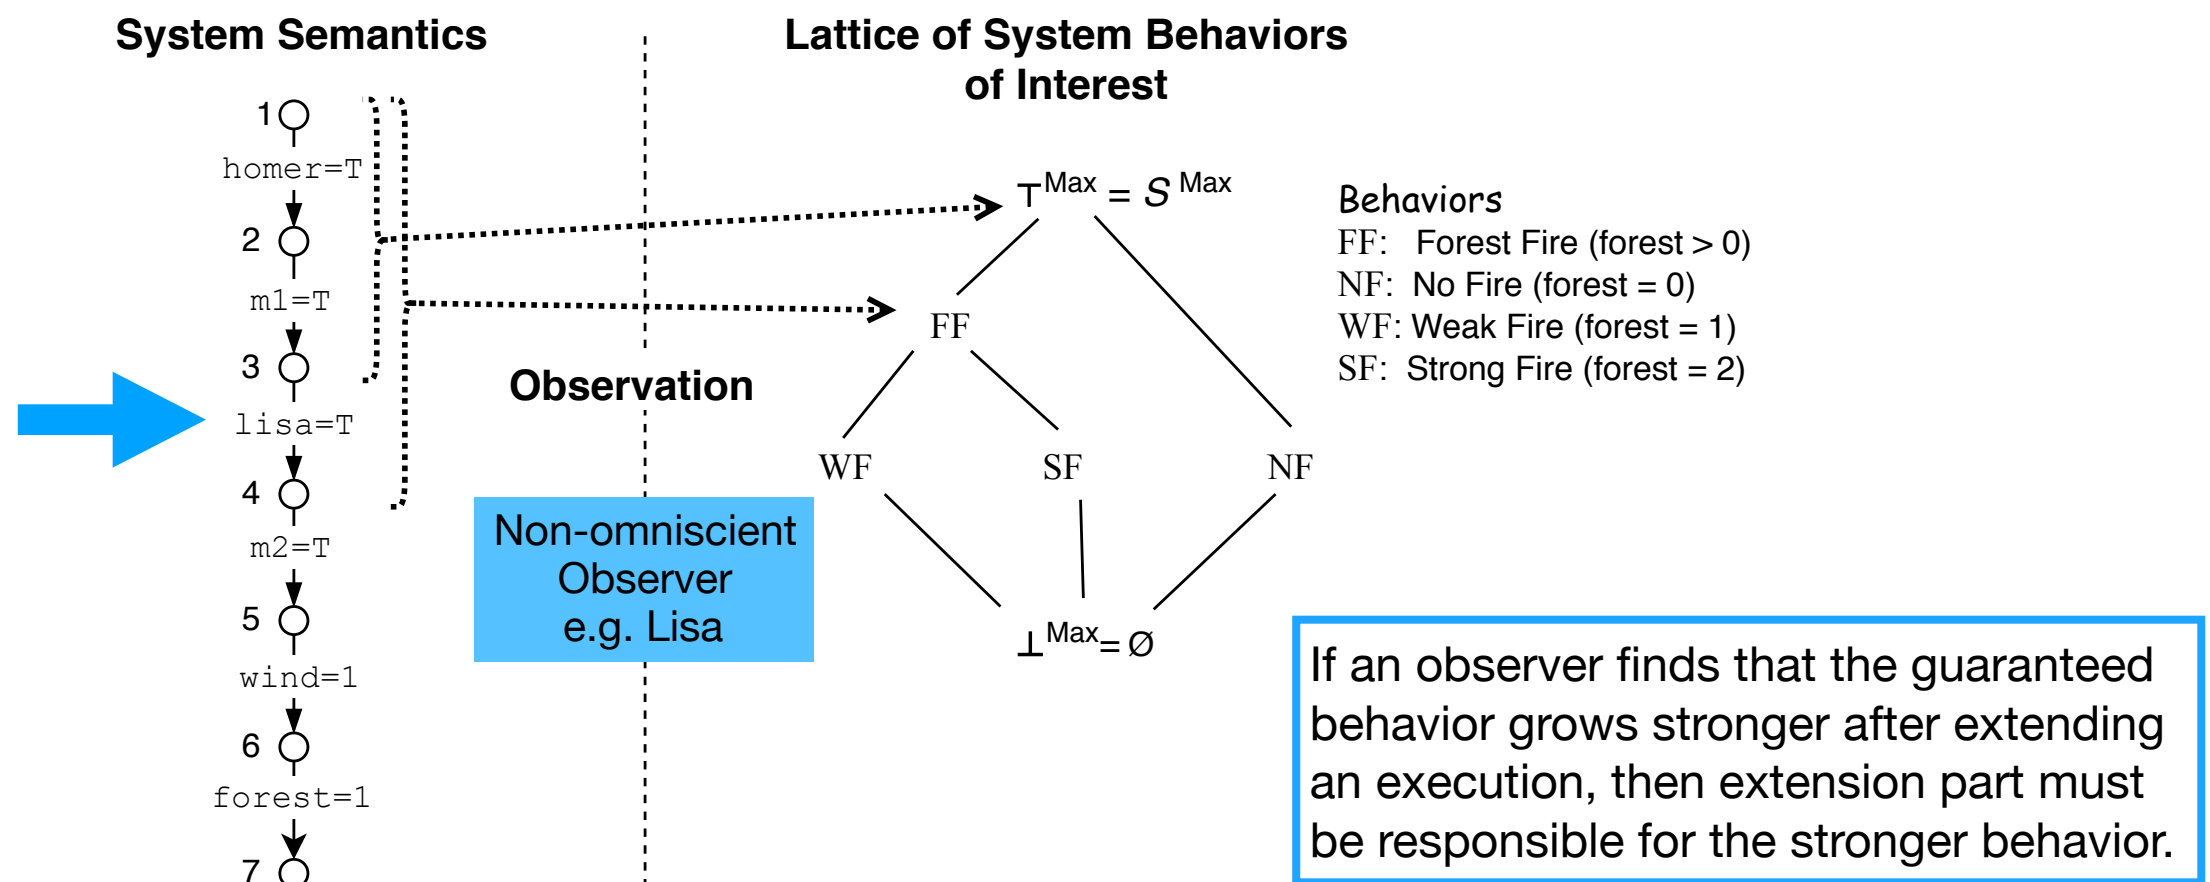 System Semantics
Lattice of System Behaviors
of Interest
1
homer=T
2
m1=T
3
lisa=T
4
m2=T
5
wind=1
6
forest=1
7
Observation
Non-omniscient
Observer
e.g. Lisa
⊤Max = S Max
FF
WF
SF
NF
⊥Max= Ø
Behaviors
FF: Forest Fire (forest > 0)
NF: No Fire (forest = 0)
WF: Weak Fire (forest = 1)
SF: Strong Fire (forest = 2)
If an observer finds that the guaranteed
behavior grows stronger after extending
an execution, then extension part must
be responsible for the stronger behavior.